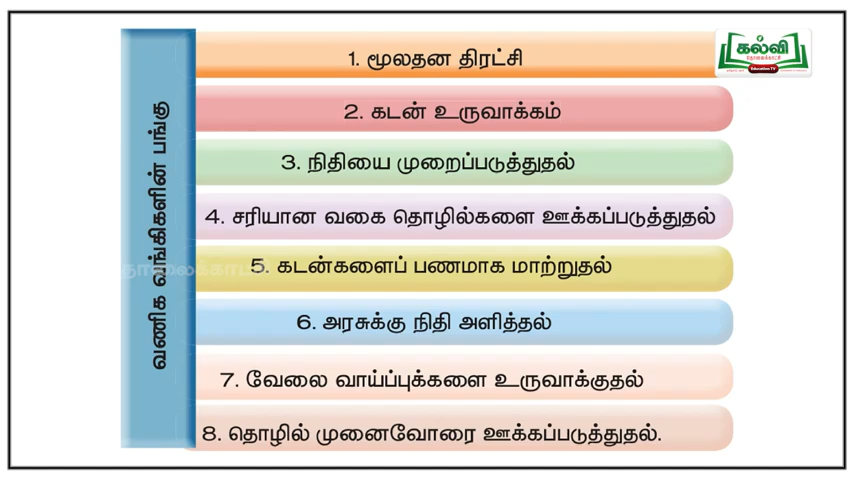 வணிக வங்கிகளின் பங்கு
1. மூலதன திரட்சி
2. கடன் உருவாக்கம்
3. நிதியை முறைப்படுத்துதல்
4. சரியான வகை தொழில்களை ஊக்கப்படுத்துதல்
5. கடன்களைப் பணமாக மாற்றுதல்
6. அரசுக்கு நிதி அளித்தல்
7. வேலை வாய்ப்புக்களை உருவாக்குதல்
8. தொழில் முனைவோரை ஊக்கப்படுத்துதல்.
கல்வி
தொலைக்காட்சி
Education TV